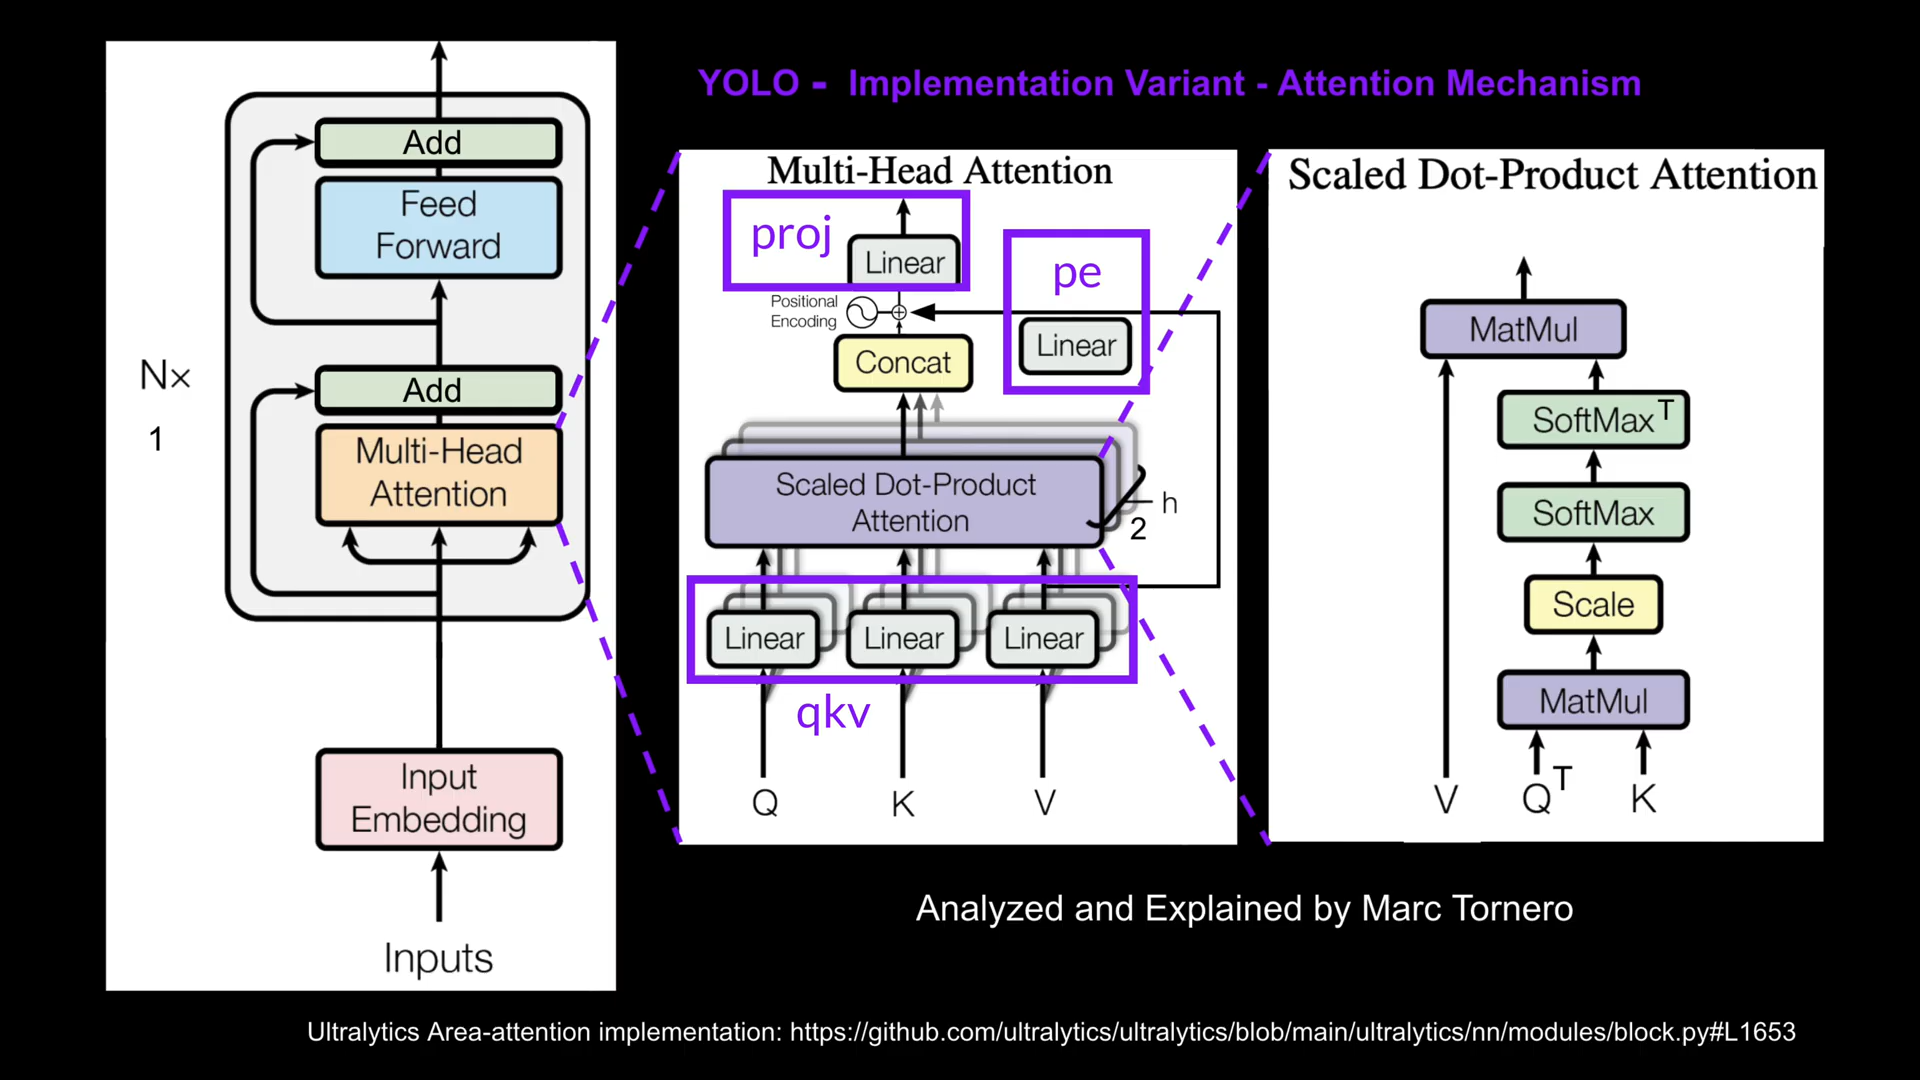 YOLO - Implementation Variant - Attention Mechanism
Add
Feed
Forward
Add
Multi-Head
Attention
N×
1
Input
Embedding
Inputs
Multi-Head Attention
proj
Linear
pe
Linear
Positional
Encoding
Concat
Scaled Dot-Product
Attention
h
2
Linear
Linear
Linear
qkv
Q
K
V
Scaled Dot-Product Attention
MatMul
SoftMax T
SoftMax
Scale
MatMul
V
Q T
K
Analyzed and Explained by Marc Tornero
Ultralytics Area-attention implementation: https://github.com/ultralytics/ultralytics/blob/main/ultralytics/nn/modules/block.py#L1653